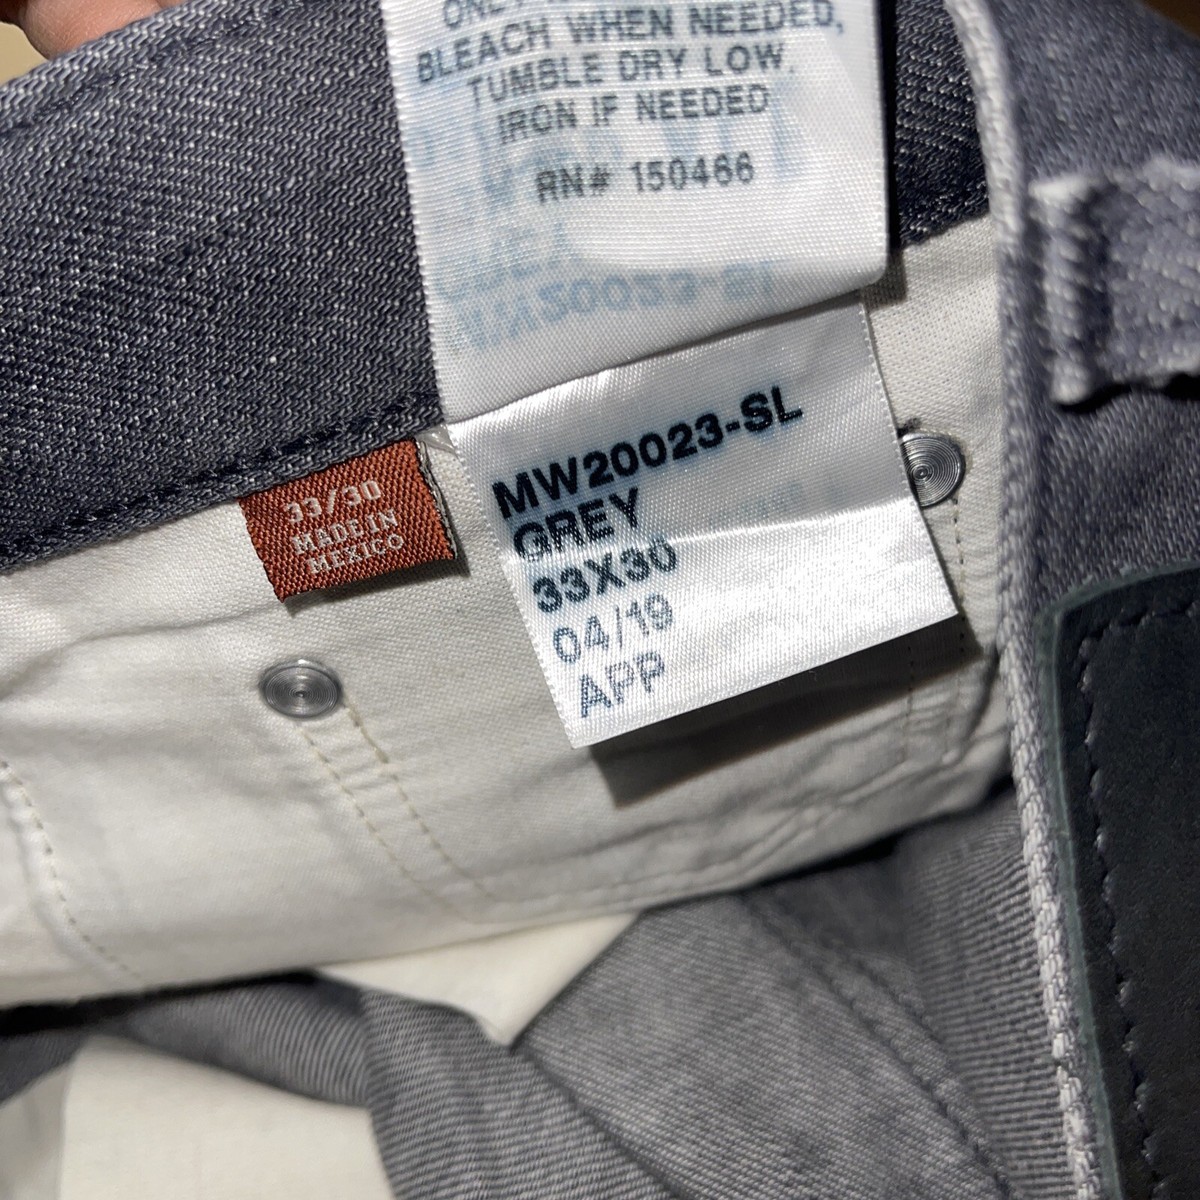 BLEACH WHEN NEEDED,
TUMBLE DRY LOW.
IRON IF NEEDED
RN# 150466
MW20023-SL
GREY
33X30
04/19
APP
33/30
MADE IN
MEXICO